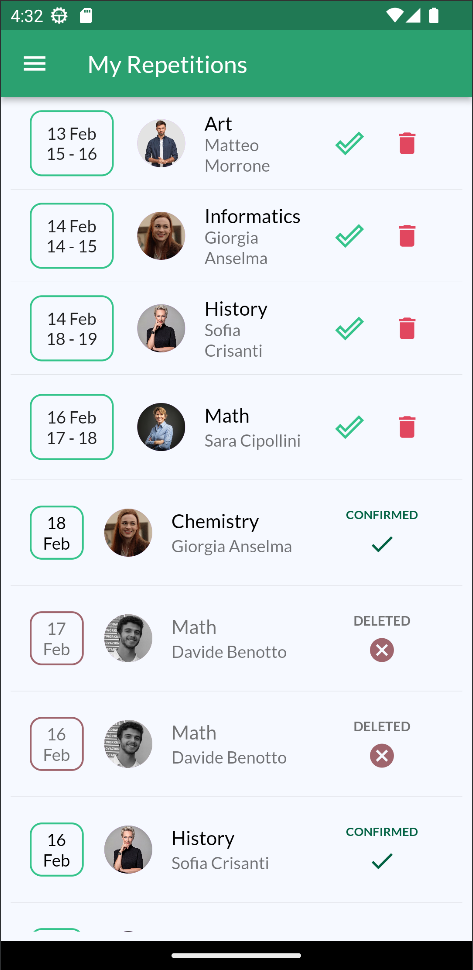 4:32
My Repetitions
13 Feb
15 - 16
Art
Matteo
Morrone
14 Feb
14 - 15
Informatics
Giorgia
Anselma
14 Feb
18 - 19
History
Sofia
Crisanti
16 Feb
17 - 18
Math
Sara Cipollini
18
Feb
Chemistry
Giorgia Anselma
CONFIRMED
17
Feb
Math
Davide Benotto
DELETED
16
Feb
Math
Davide Benotto
DELETED
16
Feb
History
Sofia Crisanti
CONFIRMED